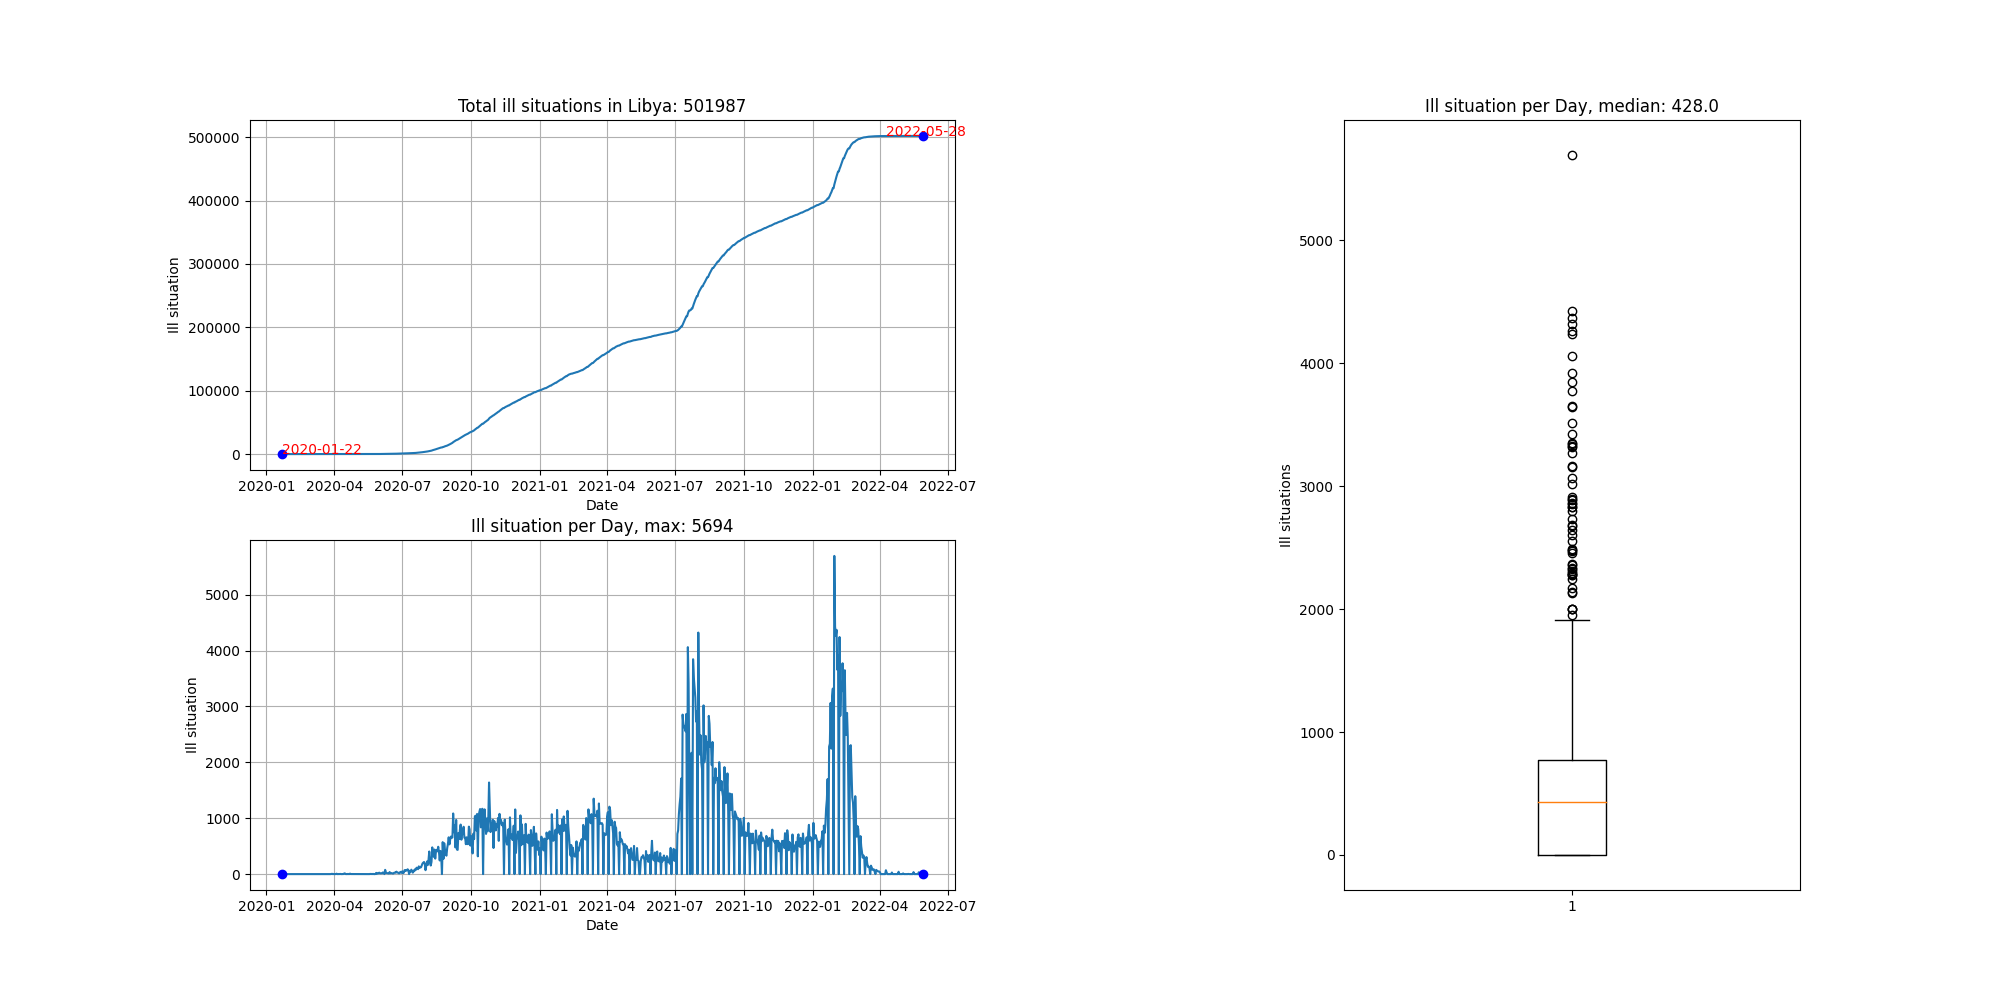 Total ill situations in Libya: 501987
Ill situation
500000
400000
300000
200000
100000
0
2020-01-22
2022-05-28
2020-01 2020-04 2020-07 2020-10 2021-01 2021-04 2021-07 2021-10 2022-01 2022-04 2022-07
Date
Ill situation per Day, max: 5694
Ill situation
5000
4000
3000
2000
1000
0
2020-01 2020-04 2020-07 2020-10 2021-01 2021-04 2021-07 2021-10 2022-01 2022-04 2022-07
Date
Ill situation per Day, median: 428.0
Ill situations
5000
4000
3000
2000
1000
0
1